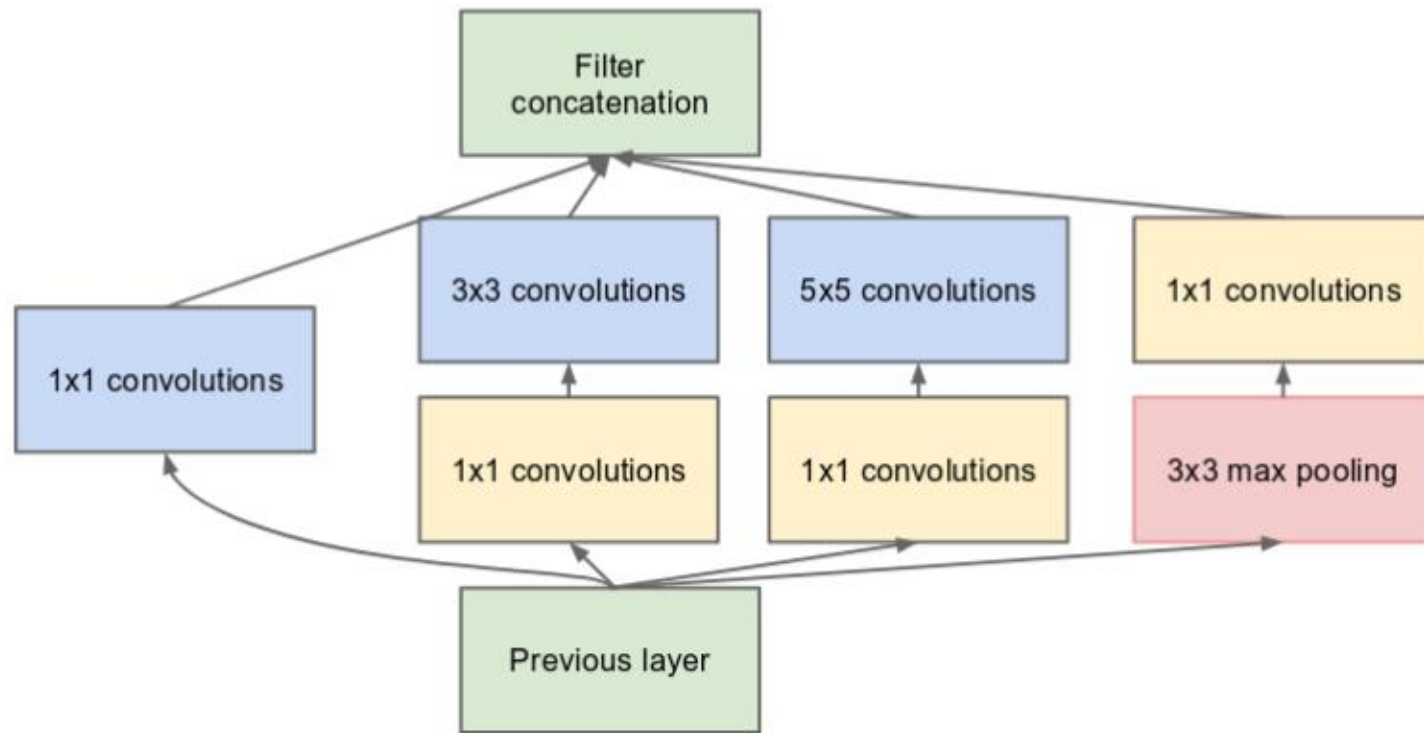 Filter
concatenation
3x3 convolutions
5x5 convolutions
1x1 convolutions
1x1 convolutions
1x1 convolutions
1x1 convolutions
3x3 max pooling
Previous layer